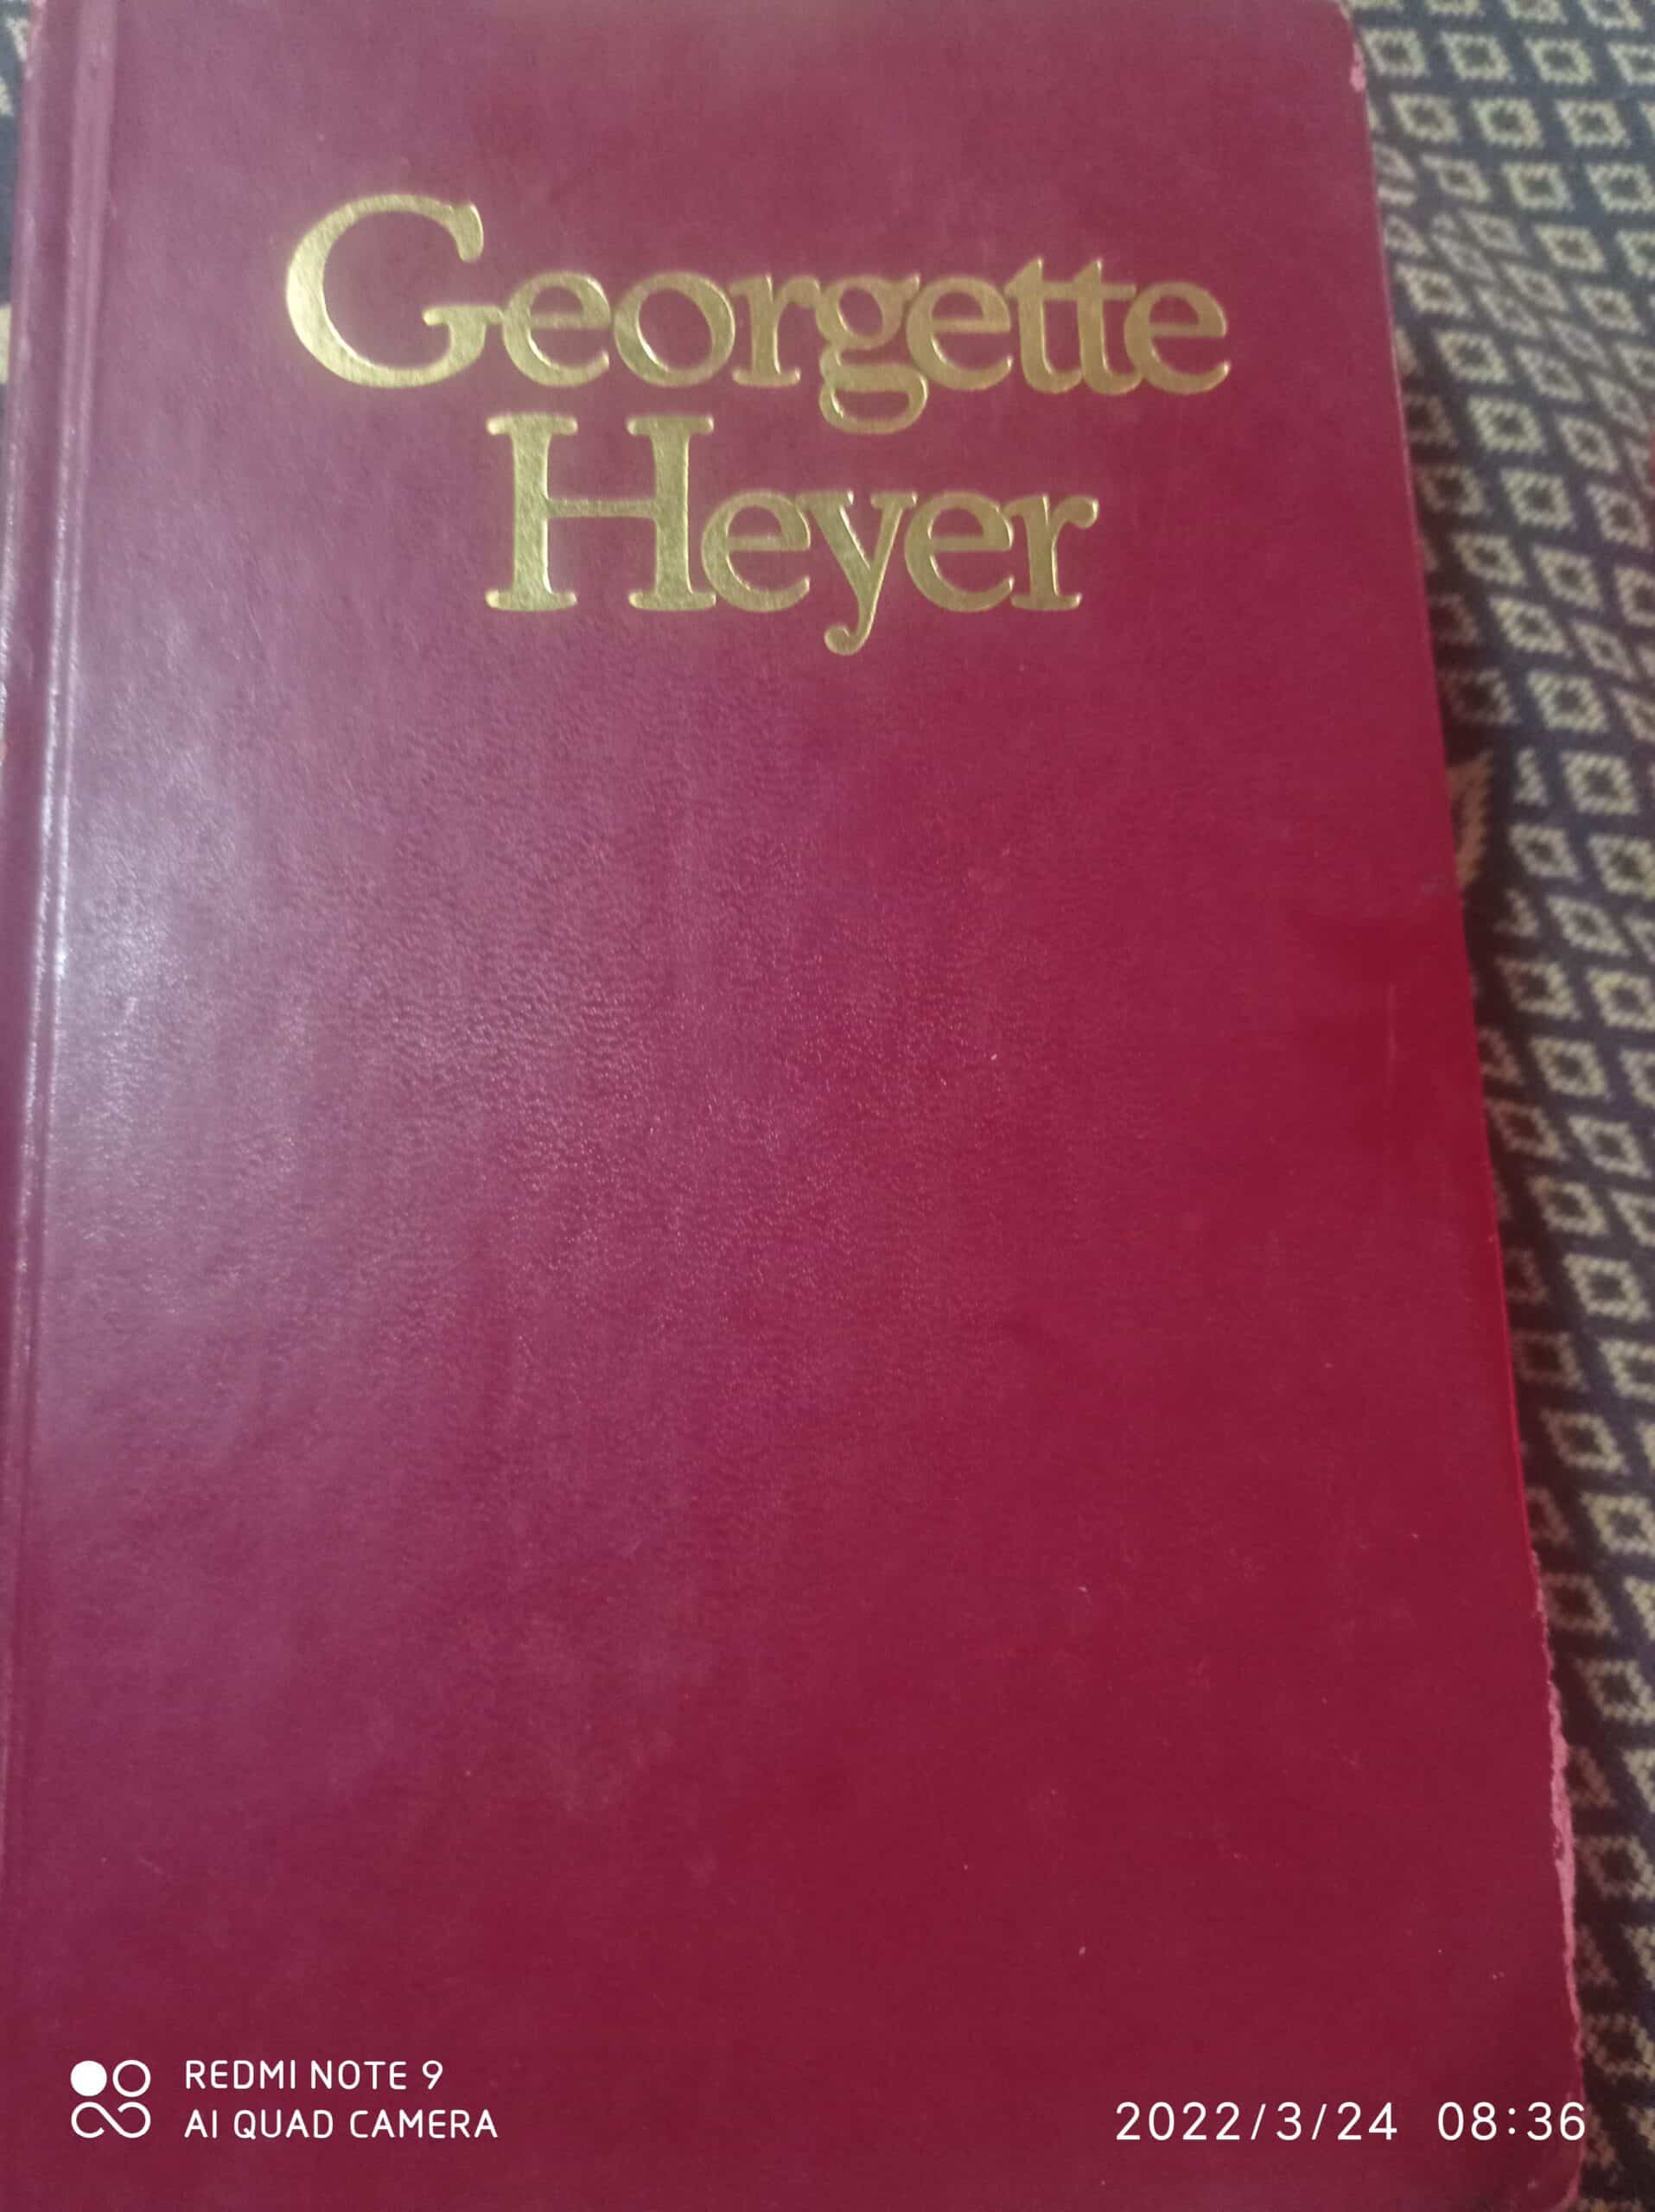 Georgette
Heyer
REDMI NOTE 9
AI QUAD CAMERA
2022/3/24 08:36